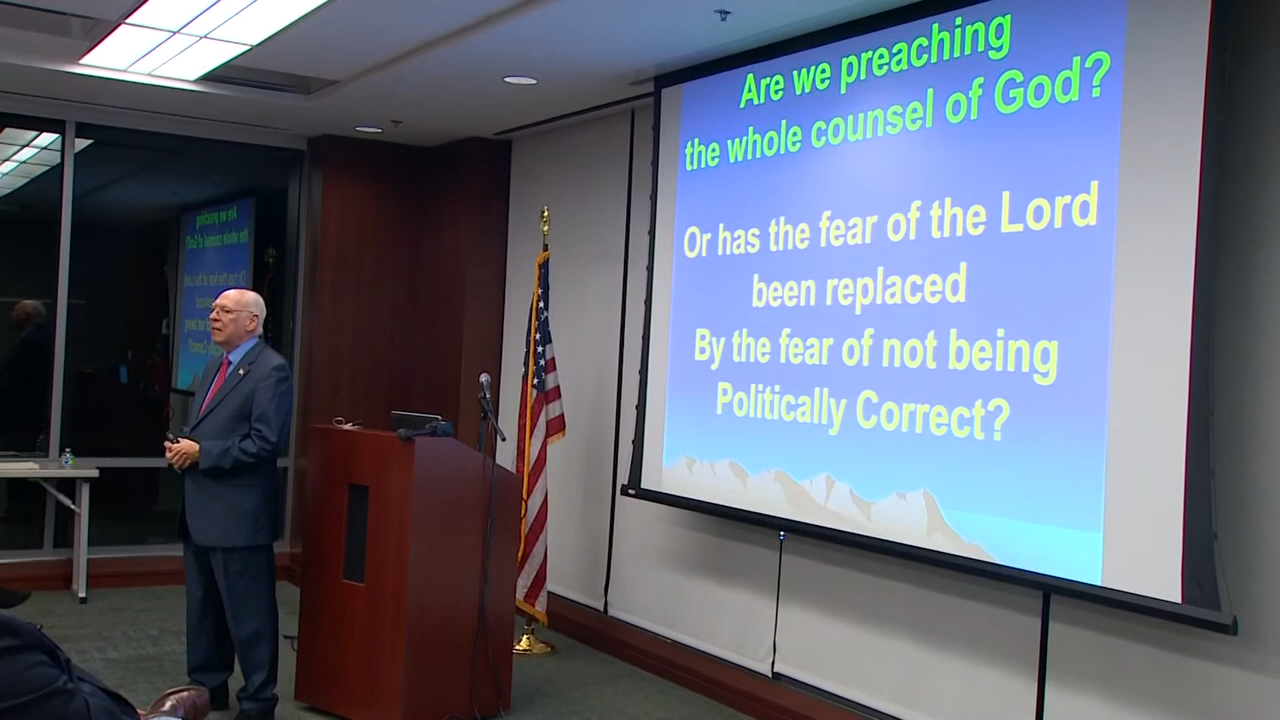 Are we preaching
the whole counsel of God?
Or has the fear of the Lord
been replaced
By the fear of not being
Politically Correct?